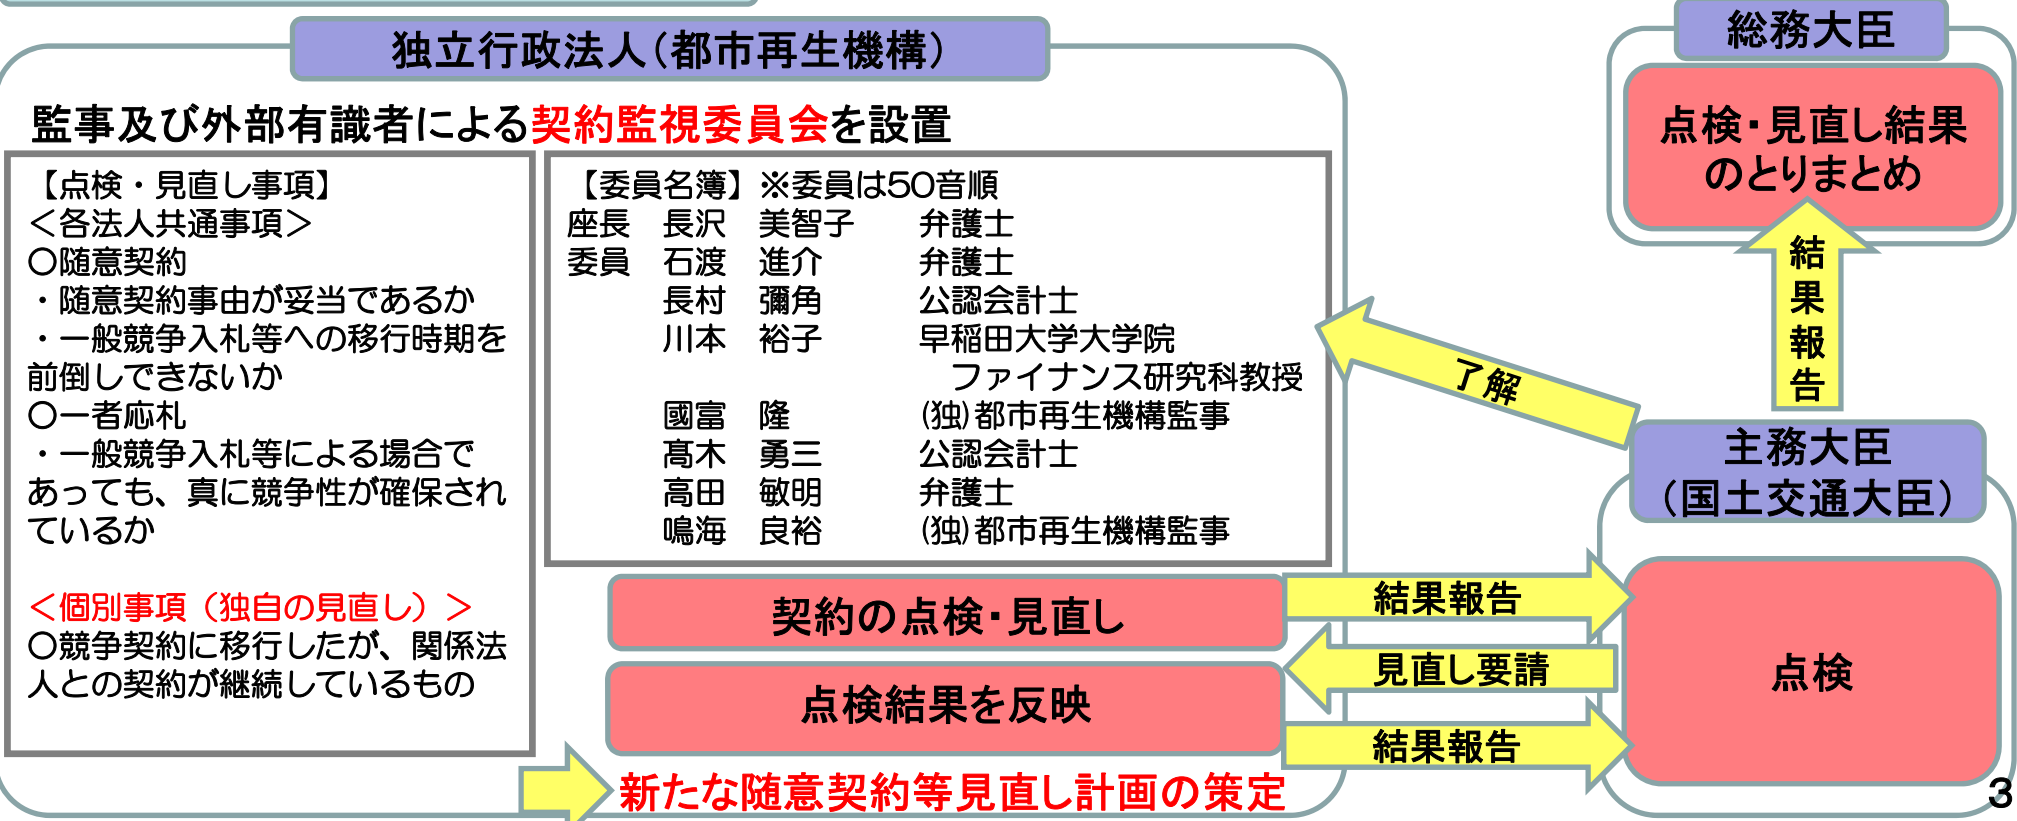 独立行政法人（都市再生機構）
監事及び外部有識者による契約監視委員会を設置
【点検・見直し事項】
＜各法人共通事項＞
○随意契約
・随意契約事由が妥当であるか
・一般競争入札等への移行時期を
前倒しできないか
○一者応札
・一般競争入札等による場合で
あっても、真に競争性が確保され
ているか
＜個別事項（独自の見直し）＞
○競争契約に移行したが、関係法
人との契約が継続しているもの
【委員名簿】※委員は50音順
座長　長沢　美智子　　弁護士
委員　石渡　進介　　　弁護士
長村　彌角　　　公認会計士
川本　裕子　　　早稲田大学大学院
ファイナンス研究科教授
國富　隆　　　　(独)都市再生機構監事
髙木　勇三　　　公認会計士
高田　敏明　　　弁護士
鳴海　良裕　　　(独)都市再生機構監事
契約の点検・見直し
点検結果を反映
新たな随意契約等見直し計画の策定
総務大臣
点検・見直し結果
のとりまとめ
結果報告
了解
主務大臣
（国土交通大臣）
結果報告
見直し要請
結果報告
点検
3